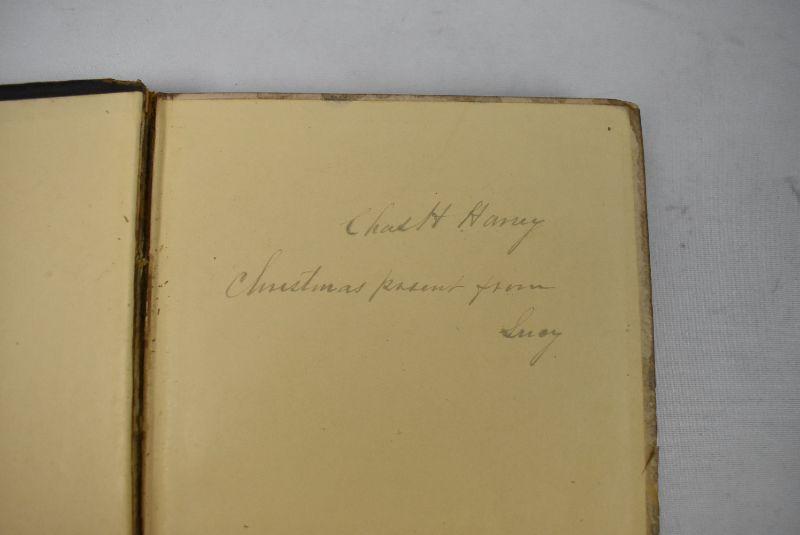 Chas H Harvey
Christmas present from
Lucy